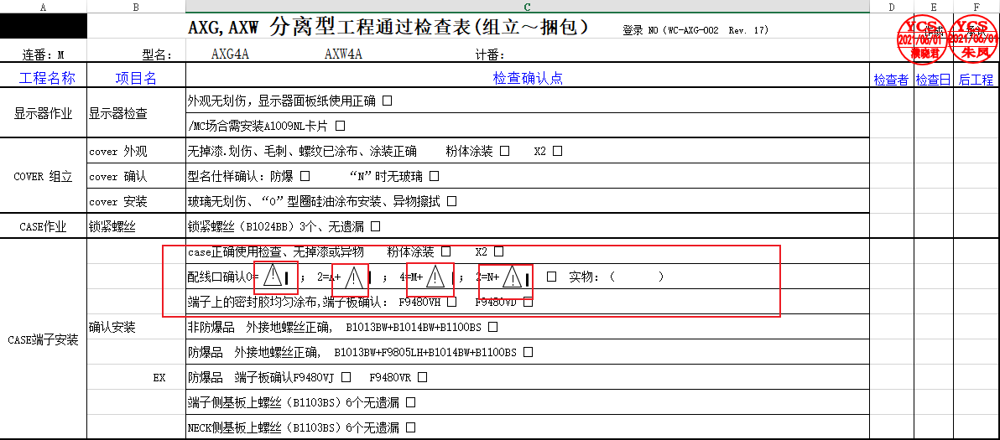 A B C D E F
AXG,AXW 分离型工程通过检查表(组立～捆包) 登录 NO (WC-AXG-002 Rev. 17)
YCS 2021/06/01 濮晓君
YCS 2021/06/01 朱凤
连番：M 型名： AXG4A AXW4A 计番：
工程名称 项目名 检查确认点 检查者 检查日 后工程
显示器作业 显示器检查 外观无划伤，显示器面板纸使用正确 □
/MC场合需安装A1009NL卡片 □
COVER 组立 cover 外观 无掉漆.划伤、毛刺、螺纹已涂布、涂装正确 粉体涂装 □ X2 □
cover 确认 型名仕样确认：防爆 □ “N”时无玻璃 □
cover 安装 玻璃无划伤、“O”型圈硅油涂布安装、异物擦拭 □
CASE作业 锁紧螺丝 锁紧螺丝（B1024BB）3个、无遗漏 □
CASE端子安装 确认安装 case正确使用检查、无掉漆或异物 粉体涂装 □ X2 □
配线口确认0= ! ； 2=A+ ! ； 4=M+ ! ； 2=N+ ! □ 实物：（ ）
端子上的密封胶均匀涂布,端子板确认： F9480VH □ F9480VD □
非防爆品 外接地螺丝正确， B1013BW+B1014BW+B1100BS □
防爆品 外接地螺丝正确， B1013BW+F9805LH+B1014BW+B1100BS □
EX 防爆品 端子板确认F9480VJ □ F9480VR □
端子侧基板上螺丝（B1103BS）6个无遗漏 □
NECK侧基板上螺丝（B1103BS）6个无遗漏 □